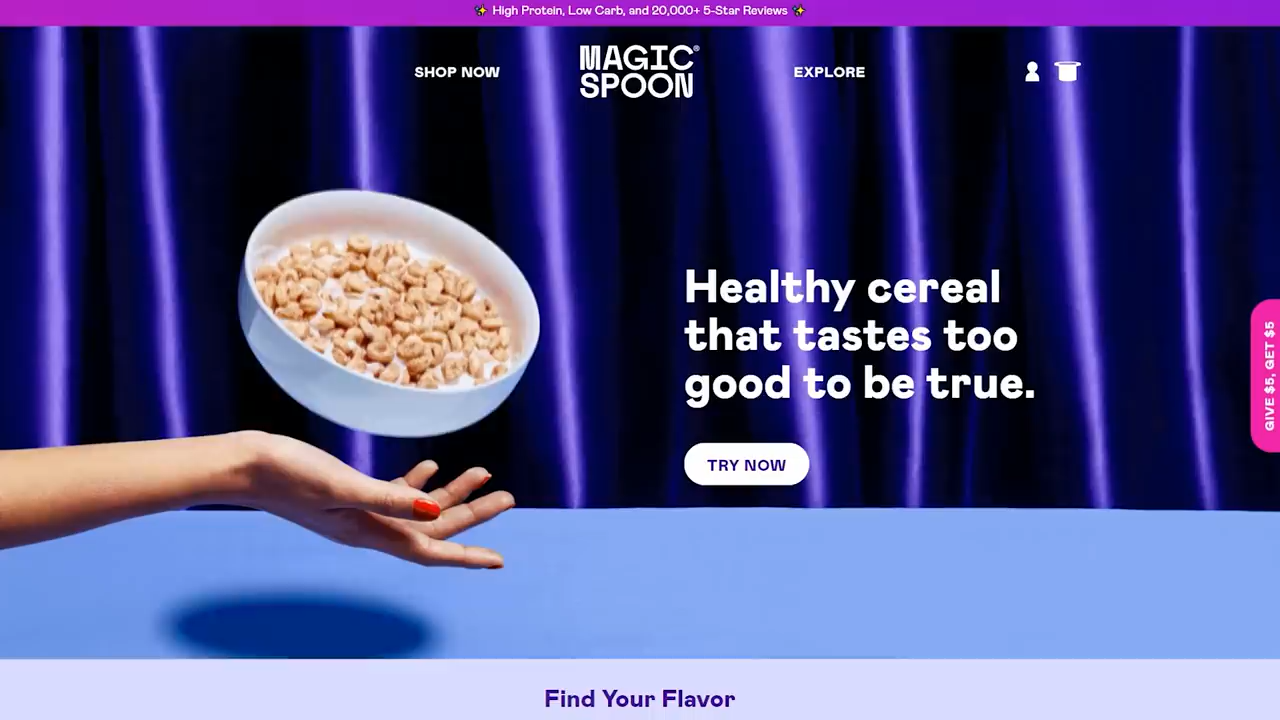 ✨ High Protein, Low Carb, and 20,000+ 5-Star Reviews ✨
SHOP NOW
MAGIC
SPOON®
EXPLORE
Healthy cereal
that tastes too
good to be true.
TRY NOW
GIVE $5, GET $5
Find Your Flavor